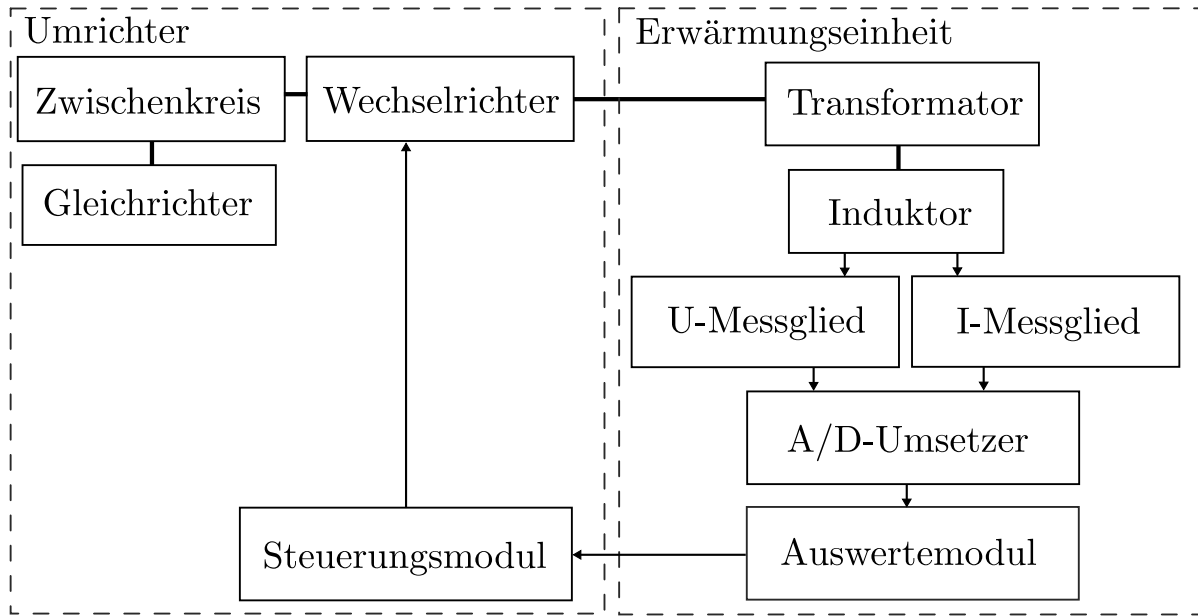 Umrichter
Zwischenkreis
Wechselrichter
Gleichrichter
Steuerungsmodul
Erwärmungseinheit
Transformator
Induktor
U-Messglied
I-Messglied
A/D-Umsetzer
Auswertemodul